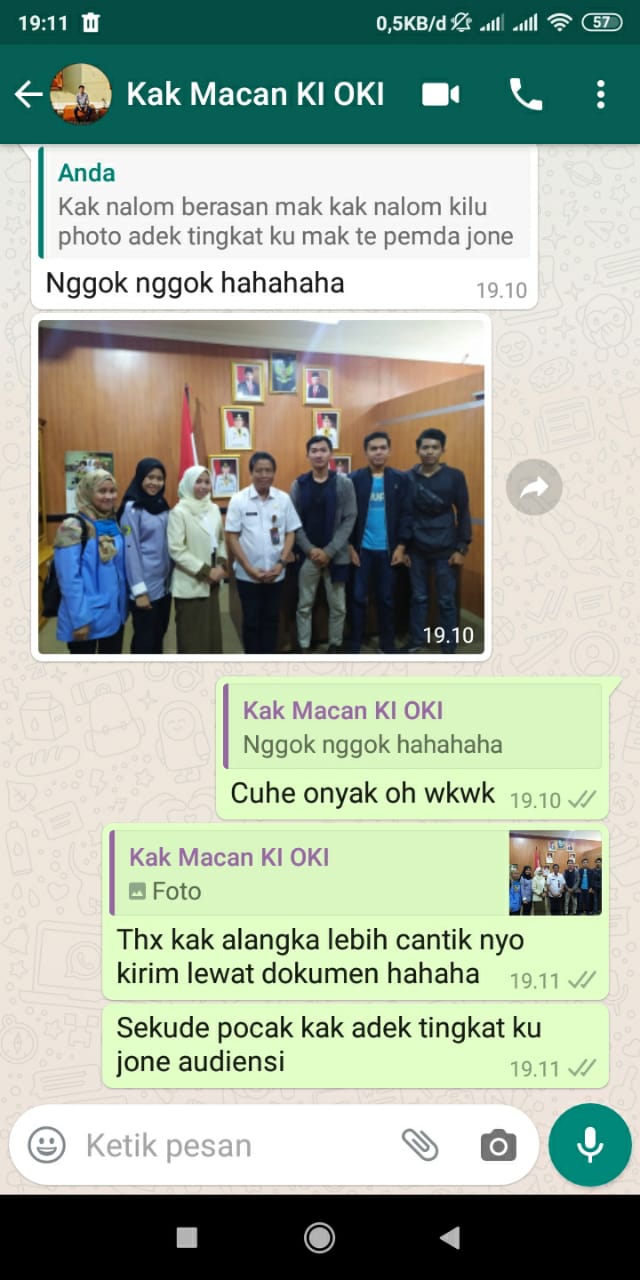 19:11
0,5KB/d
57
Kak Macan KI OKI
Anda
Kak nalom berasan mak kak nalom kilu
photo adek tingkat ku mak te pemda jone
Nggok nggok hahahaha
19.10
19.10
Kak Macan KI OKI
Nggok nggok hahahaha
Cuhe onyak oh wkwk
19.10
Kak Macan KI OKI
Foto
Thx kak alangka lebih cantik nyo
kirim lewat dokumen hahaha
19.11
Sekude pocak kak adek tingkat ku
jone audiensi
19.11
Ketik pesan